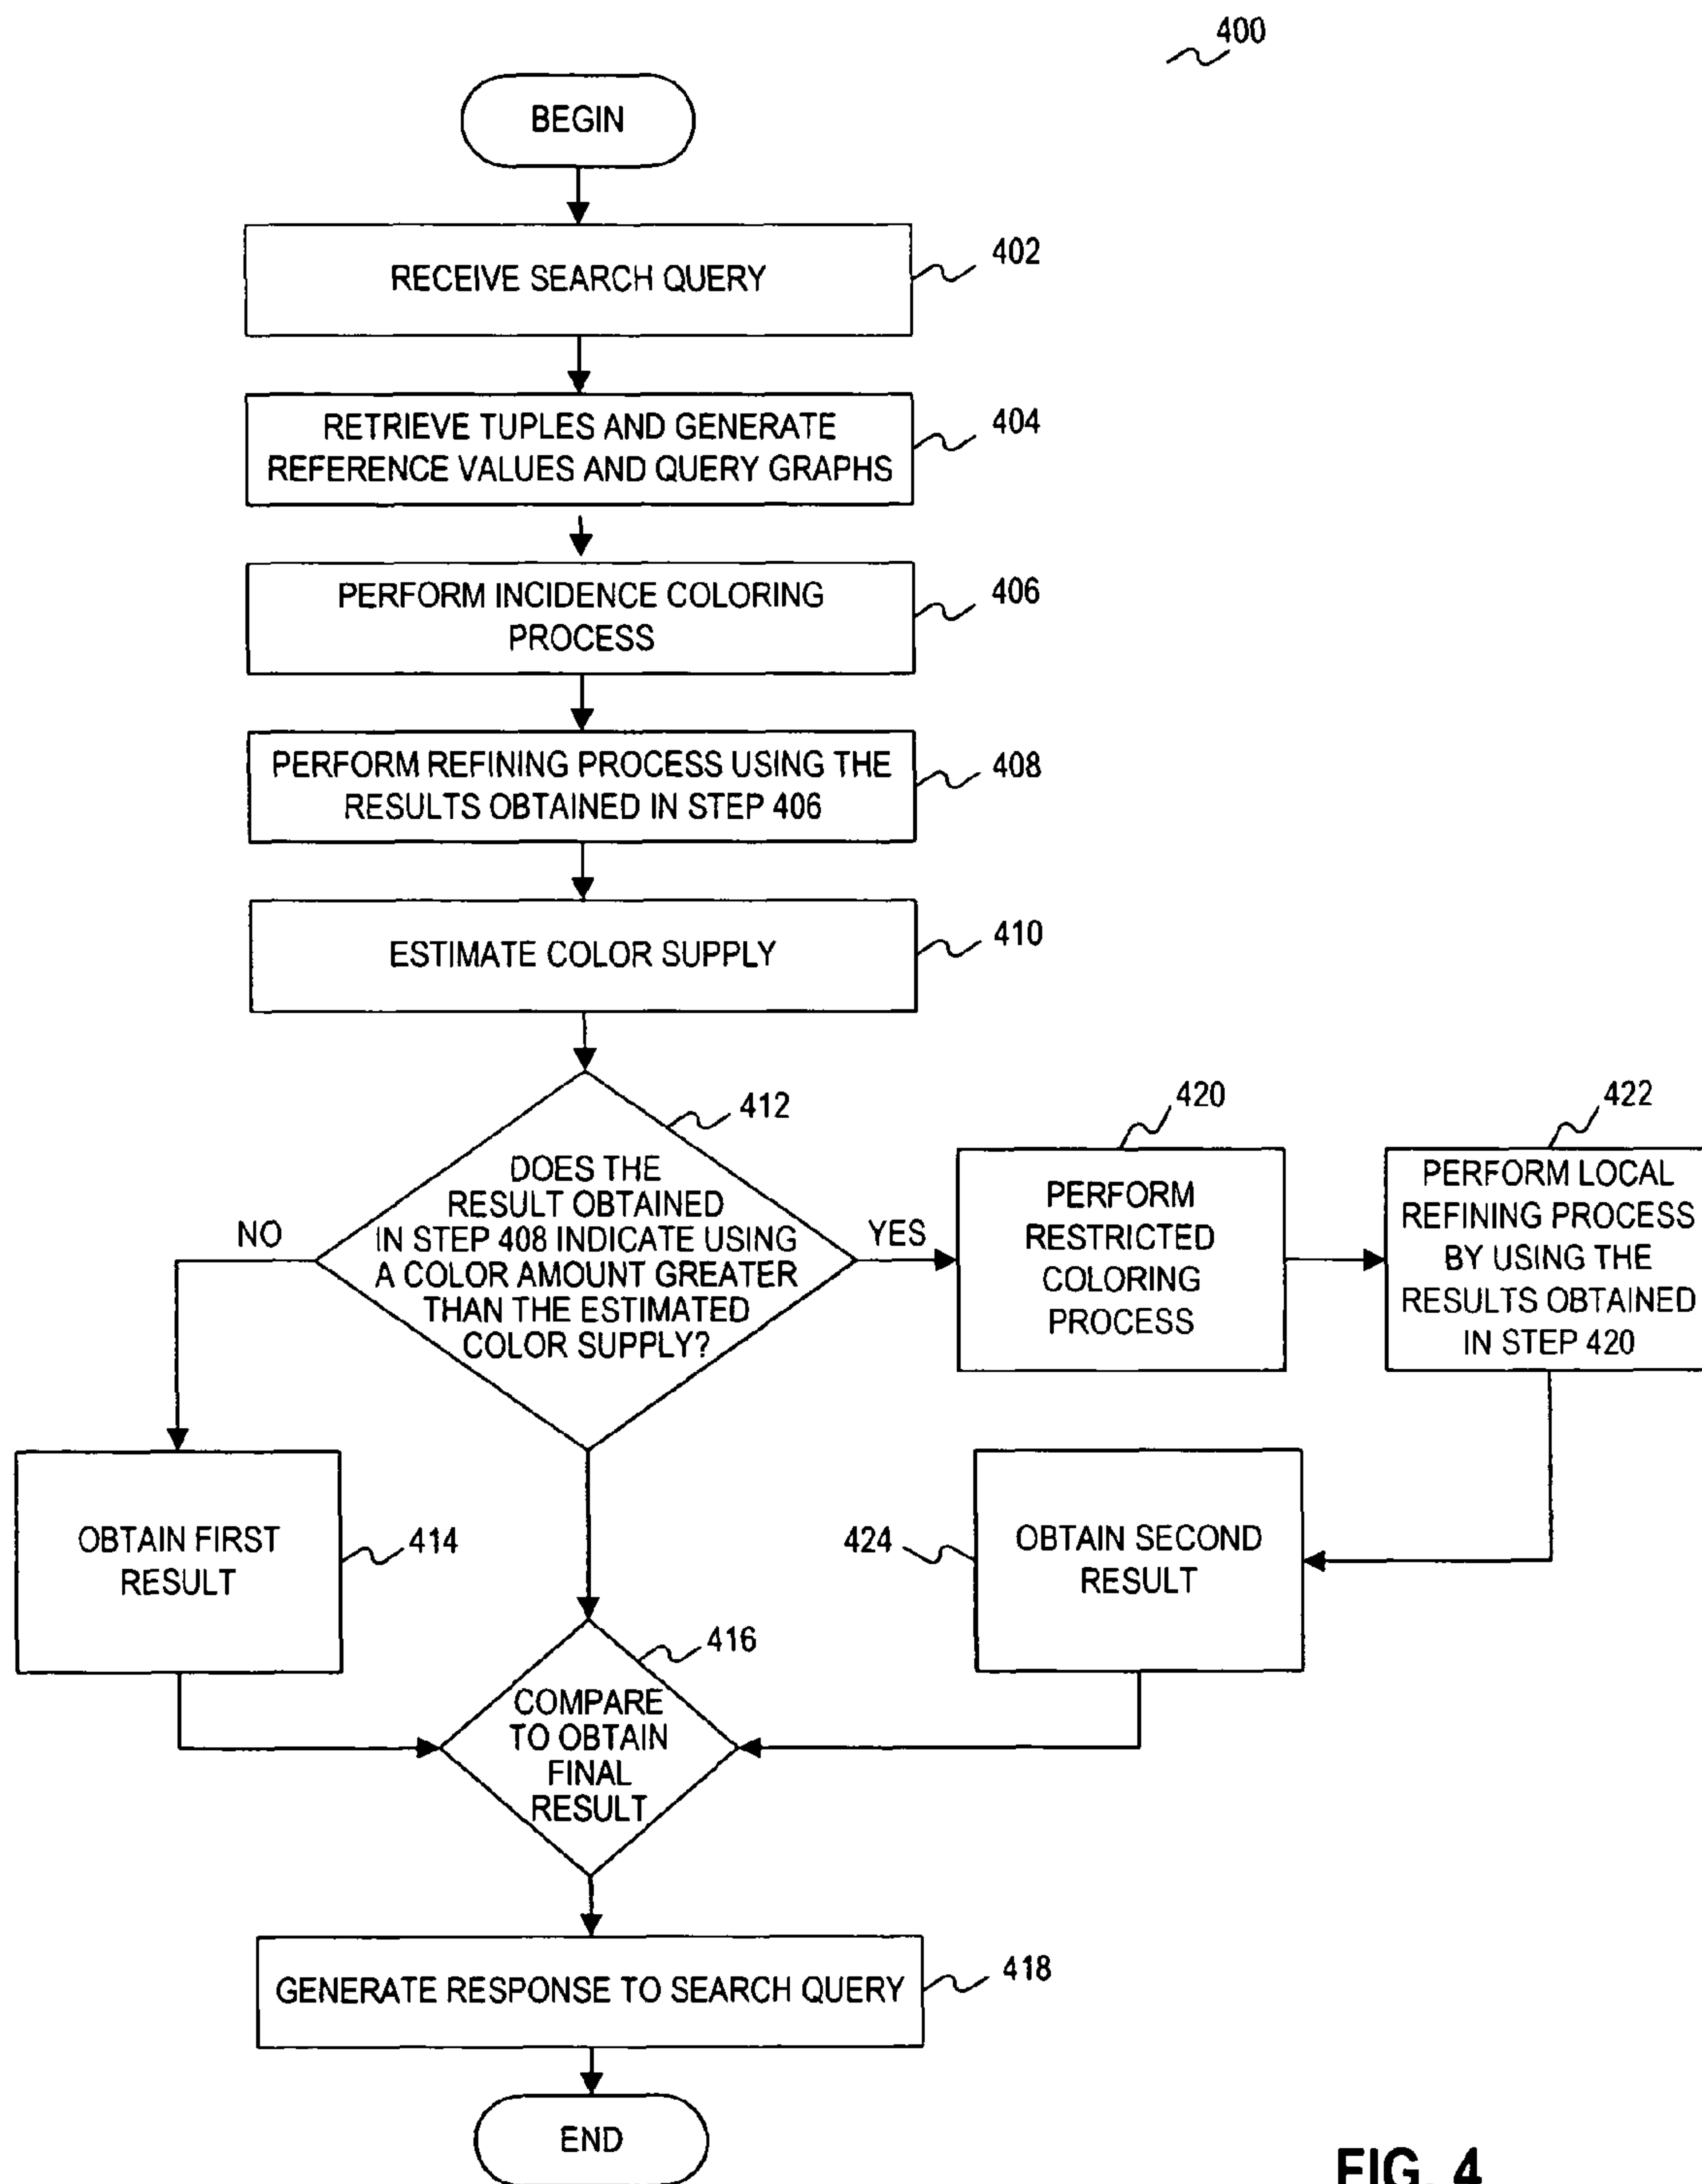 400
BEGIN
RECEIVE SEARCH QUERY
402
RETRIEVE TUPLES AND GENERATE
REFERENCE VALUES AND QUERY GRAPHS
404
PERFORM INCIDENCE COLORING
PROCESS
406
PERFORM REFINING PROCESS USING THE
RESULTS OBTAINED IN STEP 406
408
ESTIMATE COLOR SUPPLY
410
412
DOES THE
RESULT OBTAINED
IN STEP 408 INDICATE USING
A COLOR AMOUNT GREATER
THAN THE ESTIMATED
COLOR SUPPLY?
NO
YES
420
PERFORM
RESTRICTED
COLORING
PROCESS
422
PERFORM LOCAL
REFINING PROCESS
BY USING THE
RESULTS OBTAINED
IN STEP 420
OBTAIN FIRST
RESULT
414
424
OBTAIN SECOND
RESULT
416
COMPARE
TO OBTAIN
FINAL
RESULT
GENERATE RESPONSE TO SEARCH QUERY
418
END
FIG. 4